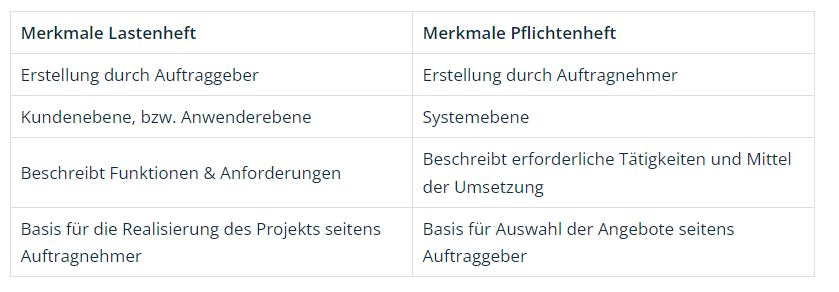 Merkmale Lastenheft
Merkmale Pflichtenheft
Erstellung durch Auftraggeber
Erstellung durch Auftragnehmer
Kundenebene, bzw. Anwenderebene
Systemebene
Beschreibt Funktionen & Anforderungen
Beschreibt erforderliche Tätigkeiten und Mittel
der Umsetzung
Basis für die Realisierung des Projekts seitens
Auftragnehmer
Basis für Auswahl der Angebote seitens
Auftraggeber